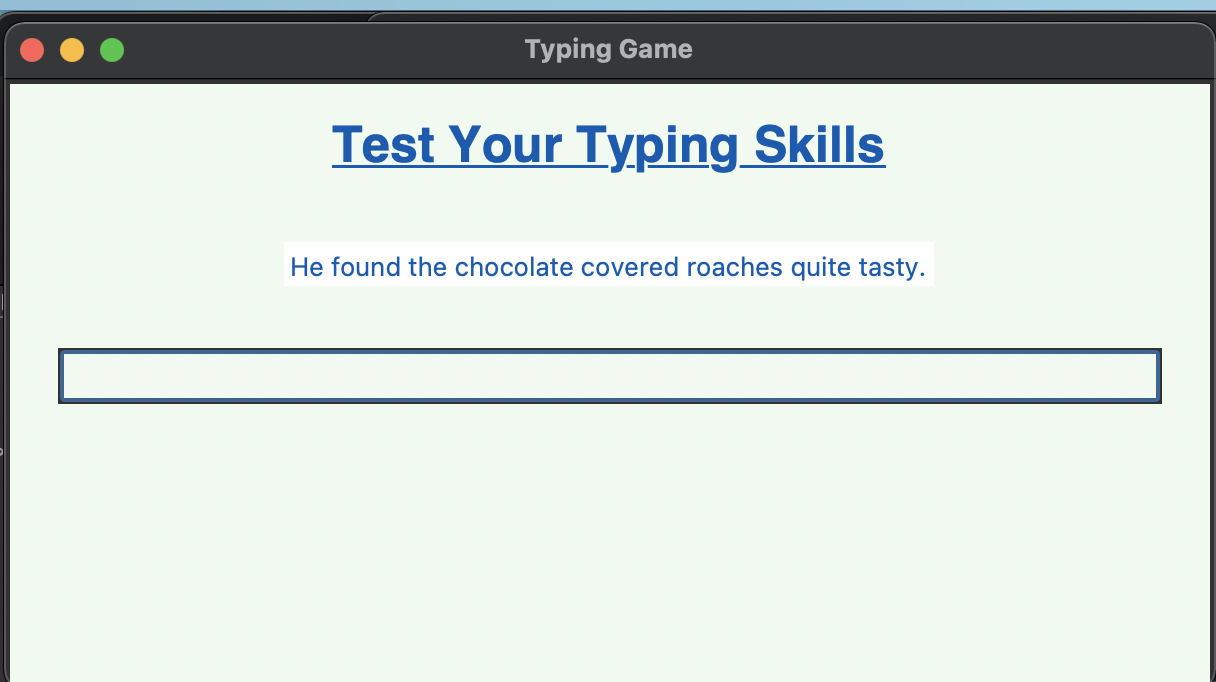 Typing Game
Test Your Typing Skills
He found the chocolate covered roaches quite tasty.